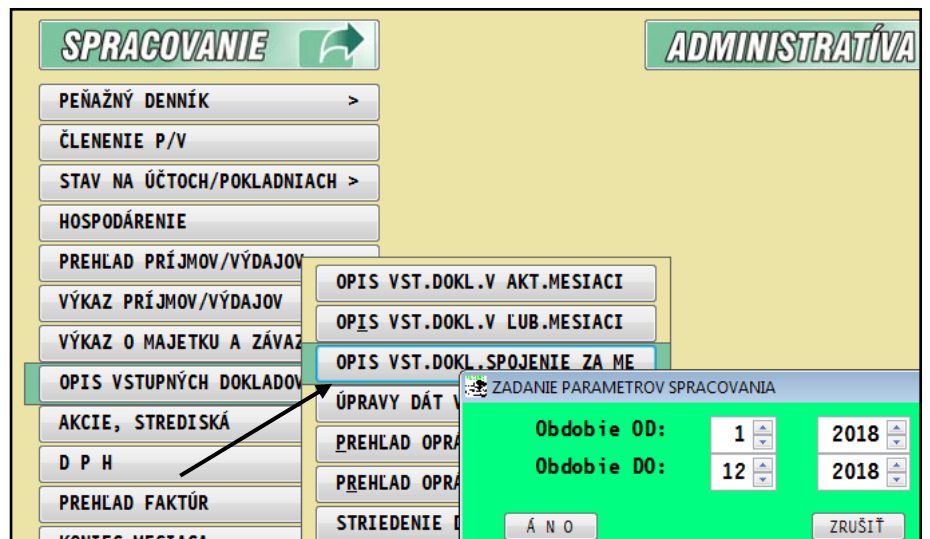 SPRACOVANIE
ADMINISTRATÍVA
PEŇAŽNÝ DENNÍK >
ČLENENIE P/V
STAV NA ÚČTOCH/POKLADNIACH >
HOSPODÁRENIE
PREHĽAD PRÍJMOV/VÝDAJOV
VÝKAZ PRÍJMOV/VÝDAJOV
VÝKAZ O MAJETKU A ZÁVAZ
OPIS VSTUPNÝCH DOKLADOV
AKCIE, STREDISKÁ
D P H
PREHĽAD FAKTÚR
KONIEC MESIACA
OPIS VST.DOKL.V AKT.MESIACI
OPIS VST.DOKL.V ĽUB.MESIACI
OPIS VST.DOKL.SPOJENIE ZA ME
ÚPRAVY DÁT V
PREHĽAD OPRÁ
PREHĽAD OPRÁ
STRIEDENIE D
ZADANIE PARAMETROV SPRACOVANIA
Obdobie OD: 1 2018
Obdobie DO: 12 2018
Á N O ZRUŠIŤ